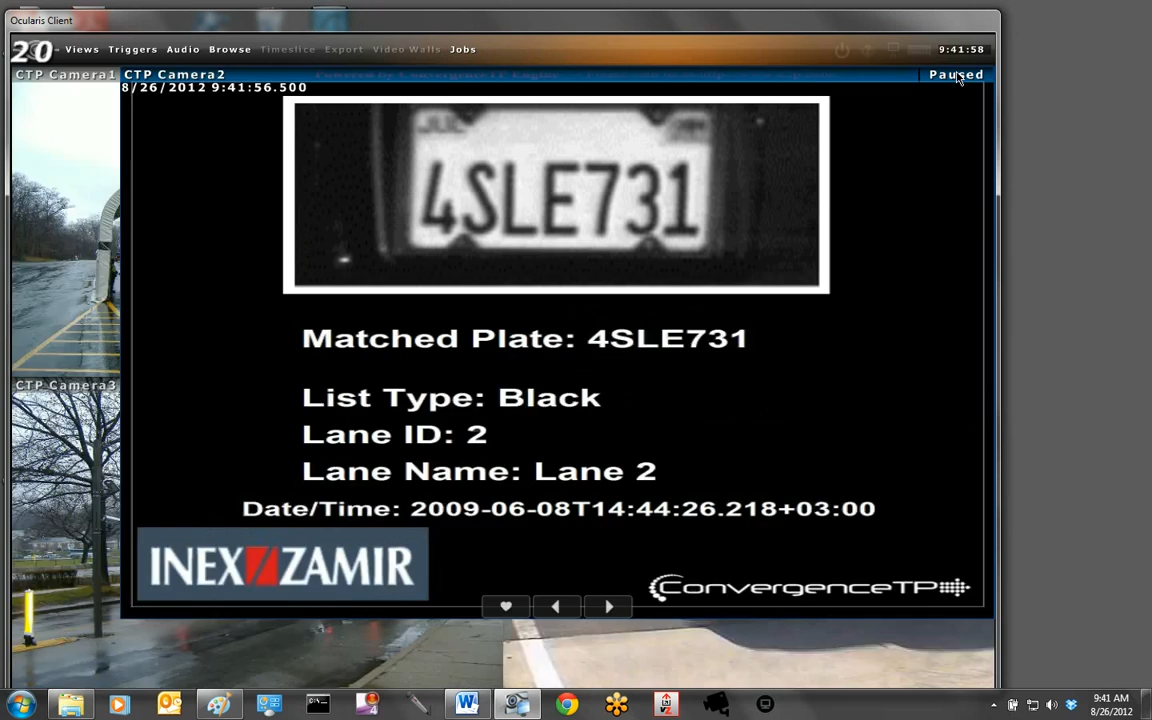 Ocularis Client
20 Views Triggers Audio Browse Timeslice Export Video Walls Jobs 9:41:58
CTP Camera1
CTP Camera2
Paused
8/26/2012 9:41:56.500
JUL
4SLE731
Matched Plate: 4SLE731
List Type: Black
Lane ID: 2
Lane Name: Lane 2
Date/Time: 2009-06-08T14:44:26.218+03:00
INEX ZAMIR
ConvergenceTP
CTP Camera3
9:41 AM
8/26/2012